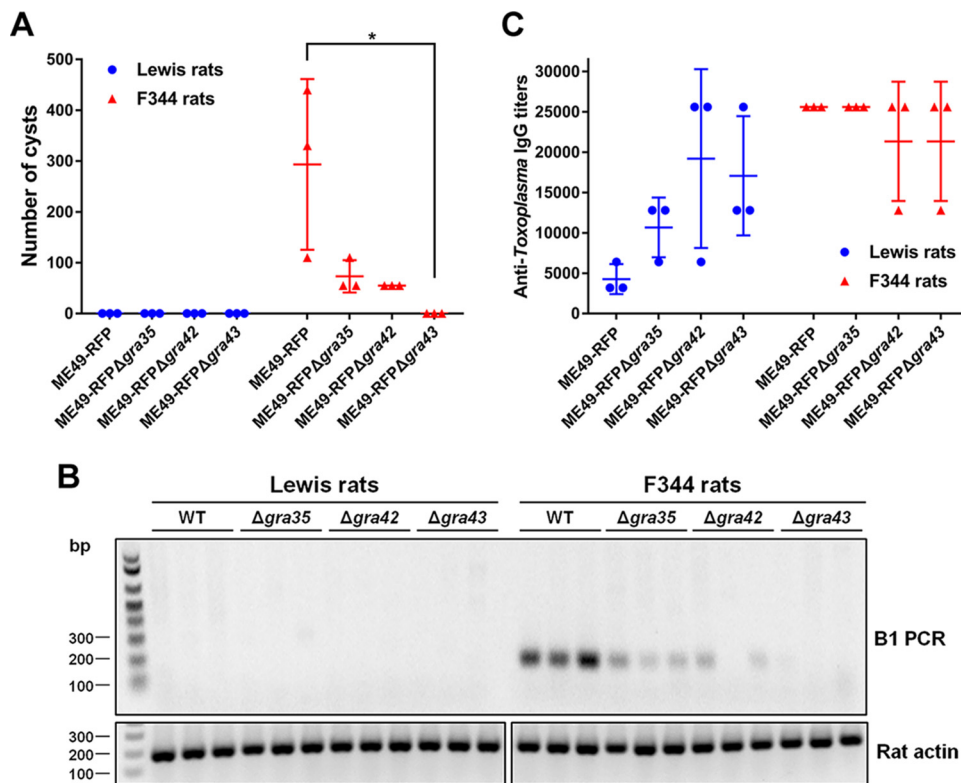 A
Number of cysts
500
400
300
200
100
0
Lewis rats
F344 rats
*
ME49-RFP
ME49-RFPΔgra35
ME49-RFPΔgra42
ME49-RFPΔgra43
ME49-RFP
ME49-RFPΔgra35
ME49-RFPΔgra42
ME49-RFPΔgra43
C
Anti-Toxoplasma IgG titers
30000
25000
20000
15000
10000
5000
0
Lewis rats
F344 rats
ME49-RFP
ME49-RFPΔgra35
ME49-RFPΔgra42
ME49-RFPΔgra43
ME49-RFP
ME49-RFPΔgra35
ME49-RFPΔgra42
ME49-RFPΔgra43
B
Lewis rats F344 rats
WT Δgra35 Δgra42 Δgra43 WT Δgra35 Δgra42 Δgra43
bp
300
200
100
B1 PCR
300
200
100
Rat actin